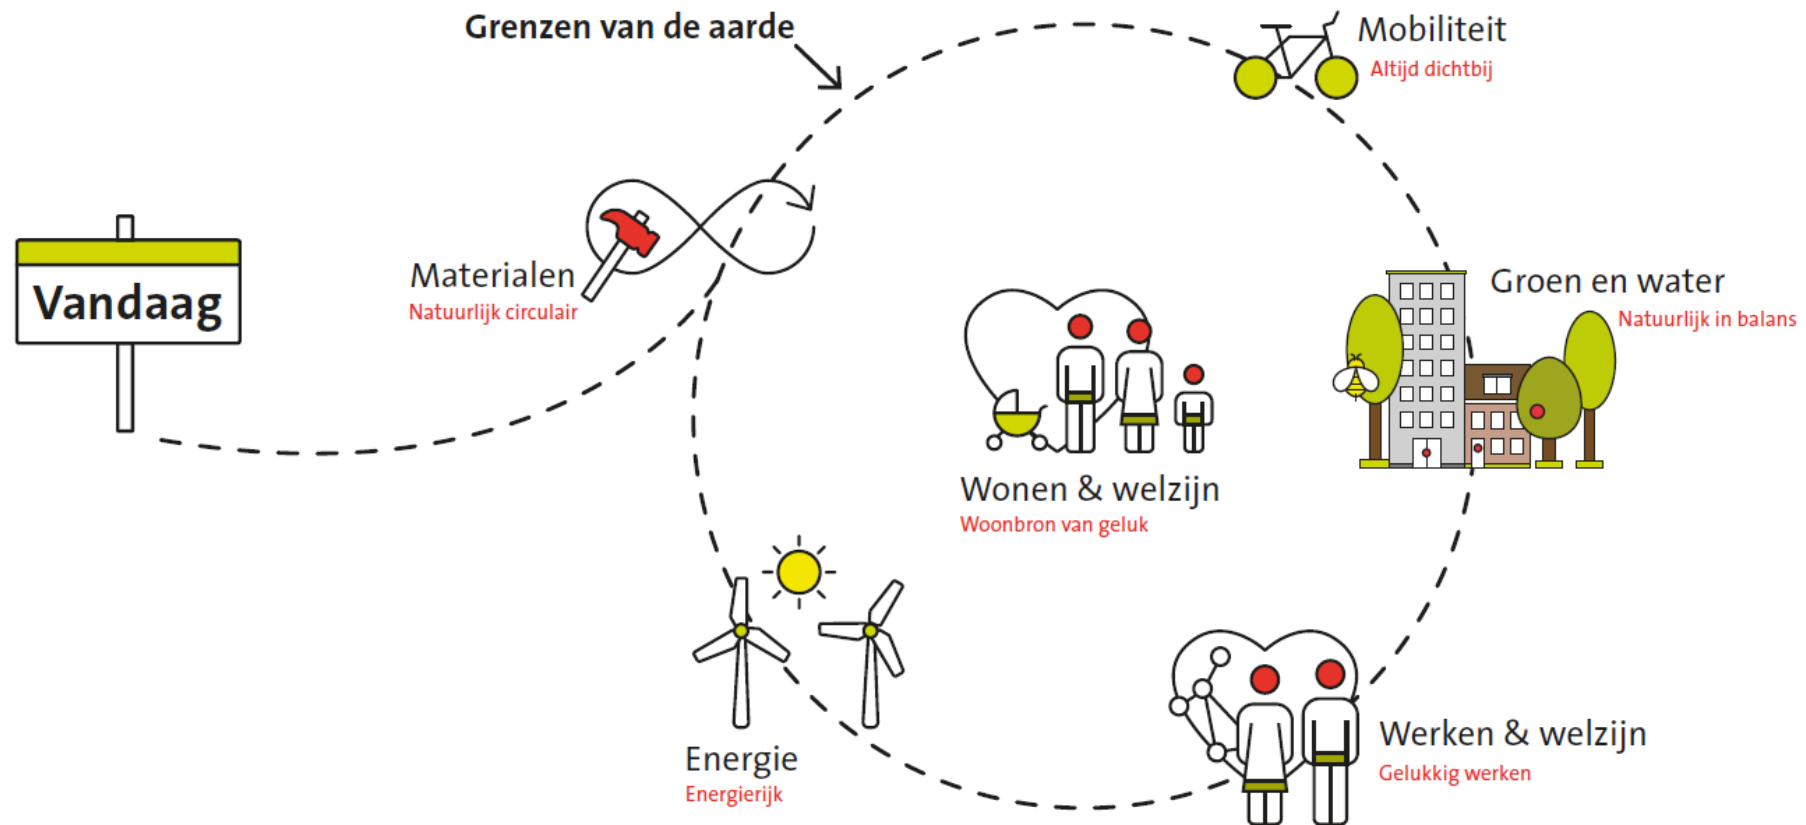 Grenzen van de aarde
Mobiliteit
Altijd dichtbij
Vandaag
Materialen
Natuurlijk circulair
Groen en water
Natuurlijk in balans
Wonen & welzijn
Woonbron van geluk
Energie
Energierijk
Werken & welzijn
Gelukkig werken